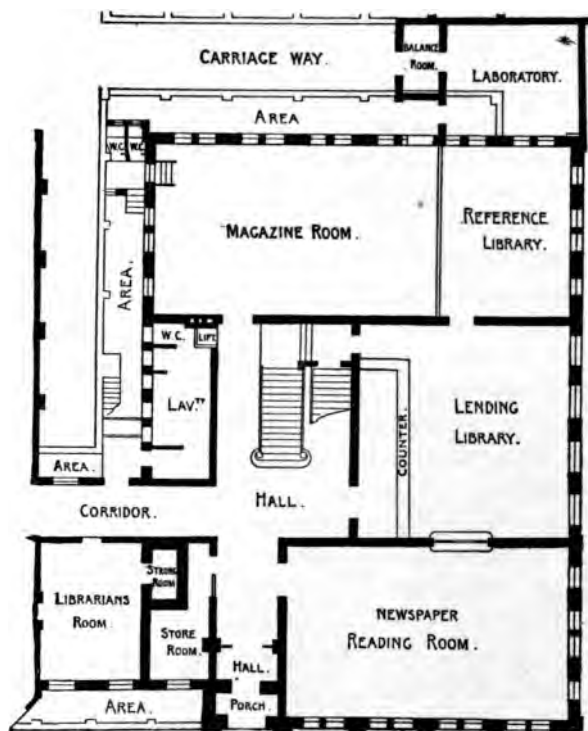 CARRIAGE WAY.
BALANCE
ROOM.
LABORATORY.
AREA
W.C.
W.C.
MAGAZINE ROOM.
REFERENCE
LIBRARY.
AREA.
W.C.
LIFT
LAV.TY
COUNTER.
LENDING
LIBRARY.
AREA.
HALL.
CORRIDOR.
STRONG
ROOM
LIBRARIANS
ROOM
STORE
ROOM.
NEWSPAPER
READING ROOM.
HALL.
AREA.
PORCH.